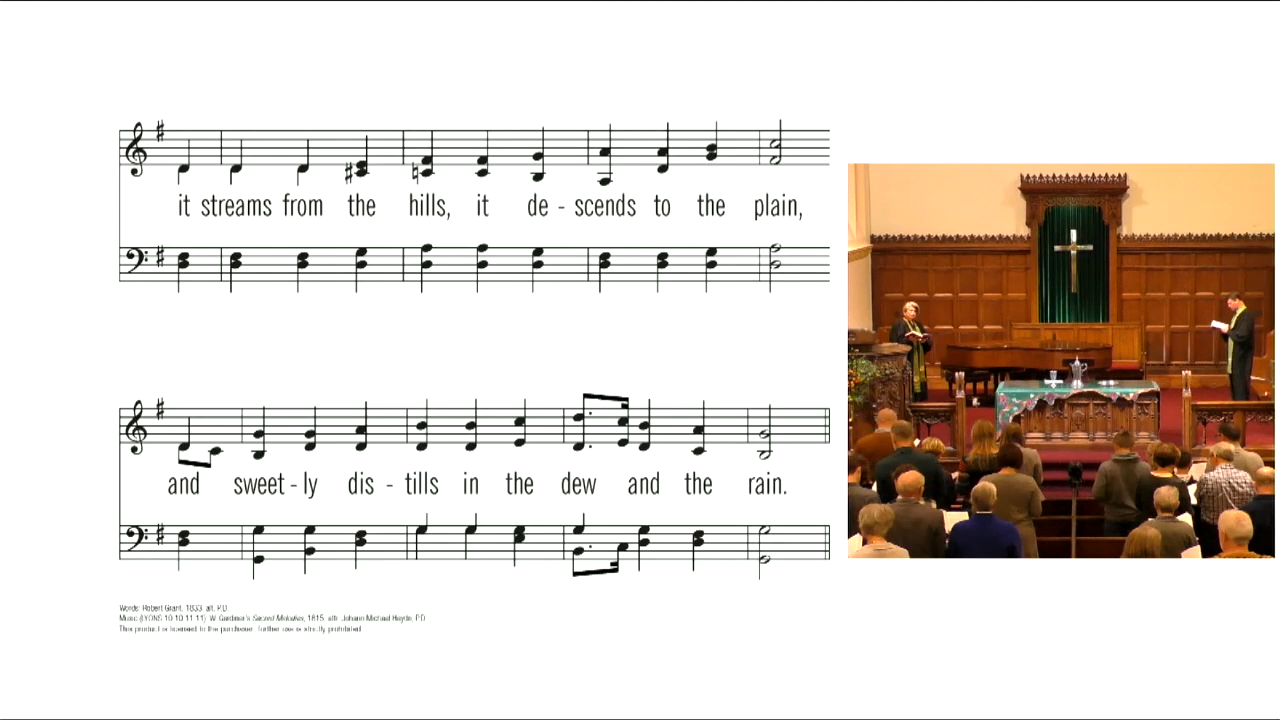 it streams from the hills, it de - scends to the plain,
and sweet - ly dis - tills in the dew and the rain.
Words: Robert Grant, 1833, alt. P.D.
Music (LYONS 10.10.11.11): W. Gardiner's Sacred Melodies, 1815, attr. Johann Michael Haydn, P.D.
This product is licensed to the purchaser; further use is strictly prohibited.